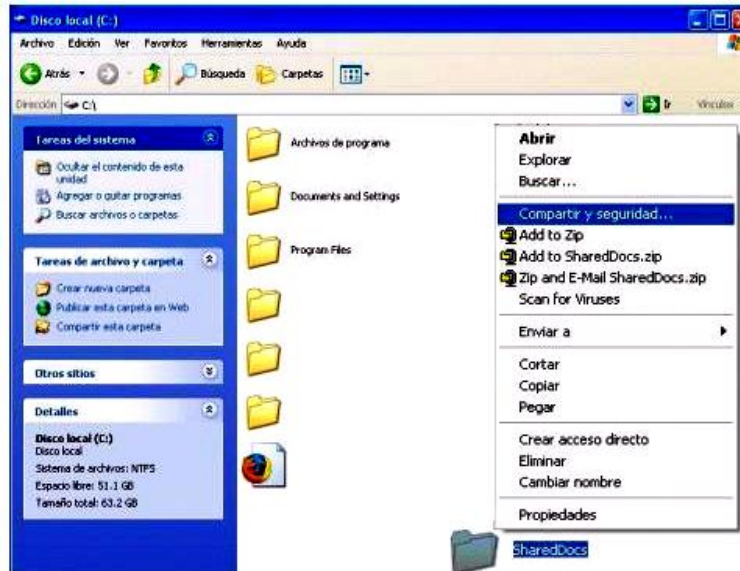 Disco local (C:)
Archivo Edición Ver Favoritos Herramientas Ayuda
Atrás Búsqueda Carpetas
Dirección C:\ Ir Vínculos
Tareas del sistema
Ocultar el contenido de esta
unidad
Agregar o quitar programas
Buscar archivos o carpetas
Tareas de archivo y carpeta
Crear nueva carpeta
Publicar esta carpeta en Web
Compartir esta carpeta
Otros sitios
Detalles
Disco local (C:)
Disco local
Sistema de archivos: NTFS
Espacio libre: 51.1 GB
Tamaño total: 63.2 GB
Archivos de programa
Documents and Settings
Program Files
Abrir
Explorar
Buscar...
Compartir y seguridad...
Add to Zip
Add to SharedDocs.zip
Zip and E-Mail SharedDocs.zip
Scan for Viruses
Enviar a
Cortar
Copiar
Pegar
Crear acceso directo
Eliminar
Cambiar nombre
Propiedades
SharedDocs